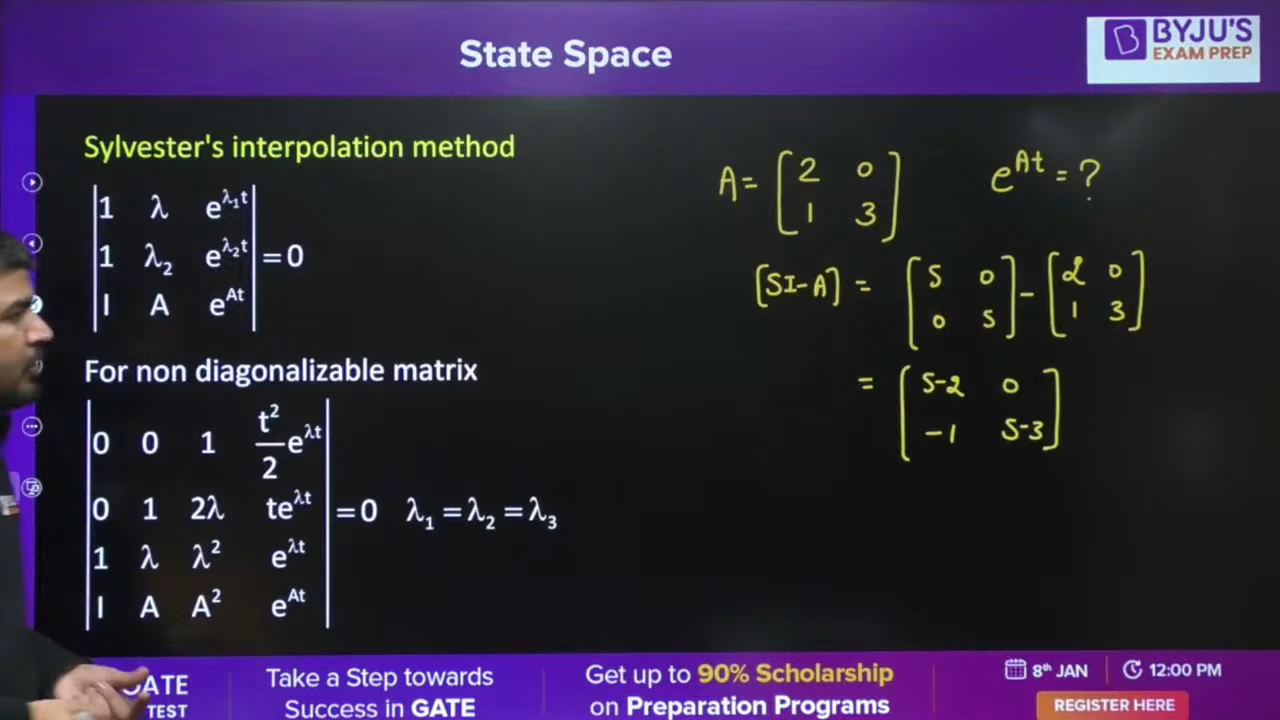 State Space
BYJU'S
EXAM PREP
Sylvester's interpolation method
|1 λ e^{λ₁t}|
|1 λ₂ e^{λ₂t}| = 0
|I A e^{At}|
For non diagonalizable matrix
|0 0 1 t²/2 e^{λt}|
|0 1 2λ te^{λt}| = 0 λ₁ = λ₂ = λ₃
|1 λ λ² e^{λt}|
|I A A² e^{At}|
A = [2 0; 1 3] e^{At} = ?
[SI-A] = [S 0; 0 S] - [2 0; 1 3]
= [S-2 0; -1 S-3]
TEST
Take a Step towards
Success in GATE
Get up to 90% Scholarship
on Preparation Programs
8th JAN
12:00 PM
REGISTER HERE